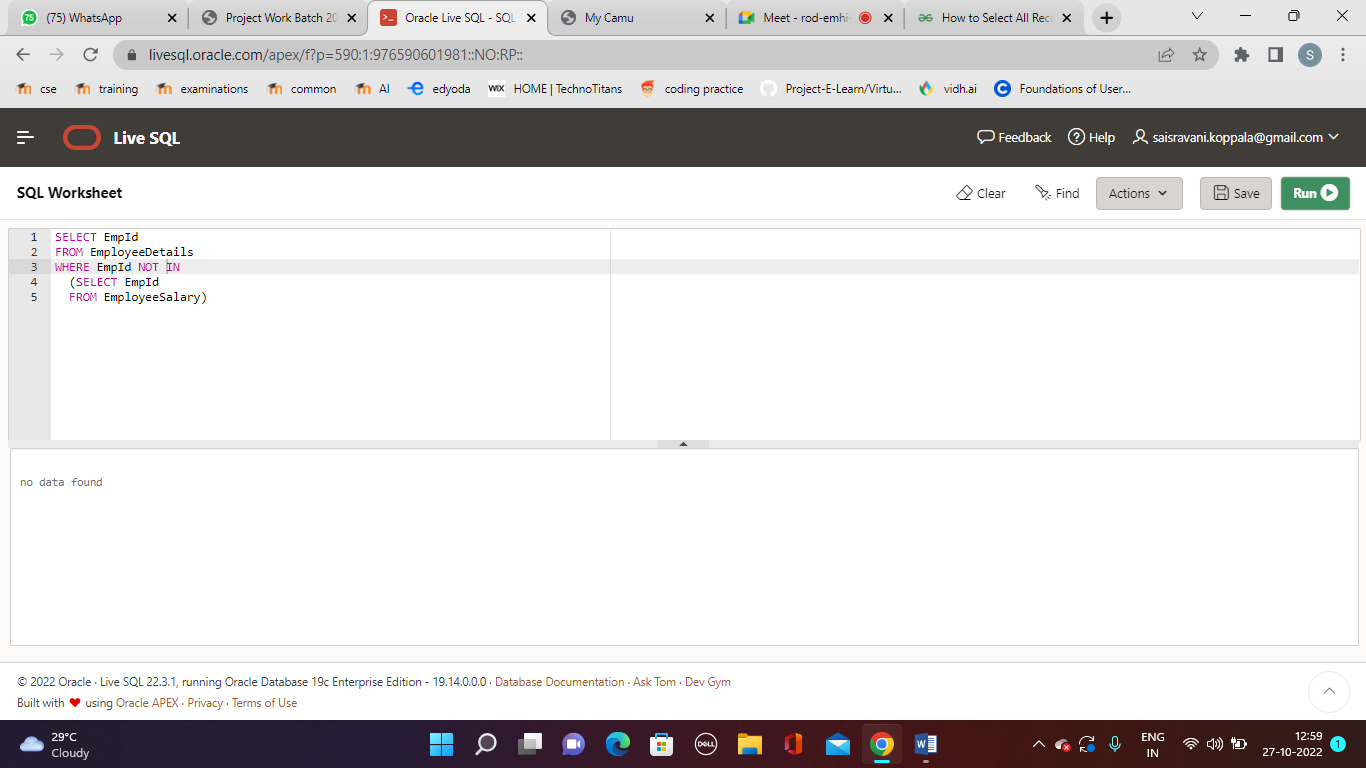 (75) WhatsApp
Project Work Batch 20
Oracle Live SQL - SQL
My Camu
Meet - rod-emhi-
How to Select All Rec
livesql.oracle.com/apex/f?p=590:1:976590601981::NO:RP::
S
cse
training
examinations
common
AI
edyoda
WIX HOME | TechnoTitans
coding practice
Project-E-Learn/Virtu...
vidh.ai
Foundations of User...
Live SQL
Feedback
Help
saisravani.koppala@gmail.com
SQL Worksheet
Clear
Find
Actions
Save
Run
1 SELECT EmpId
2 FROM EmployeeDetails
3 WHERE EmpId NOT IN
4 (SELECT EmpId
5 FROM EmployeeSalary)
no data found
© 2022 Oracle · Live SQL 22.3.1, running Oracle Database 19c Enterprise Edition - 19.14.0.0.0 · Database Documentation · Ask Tom · Dev Gym
Built with ♥ using Oracle APEX · Privacy · Terms of Use
29°C
Cloudy
DELL
ENG
IN
12:59
27-10-2022
1